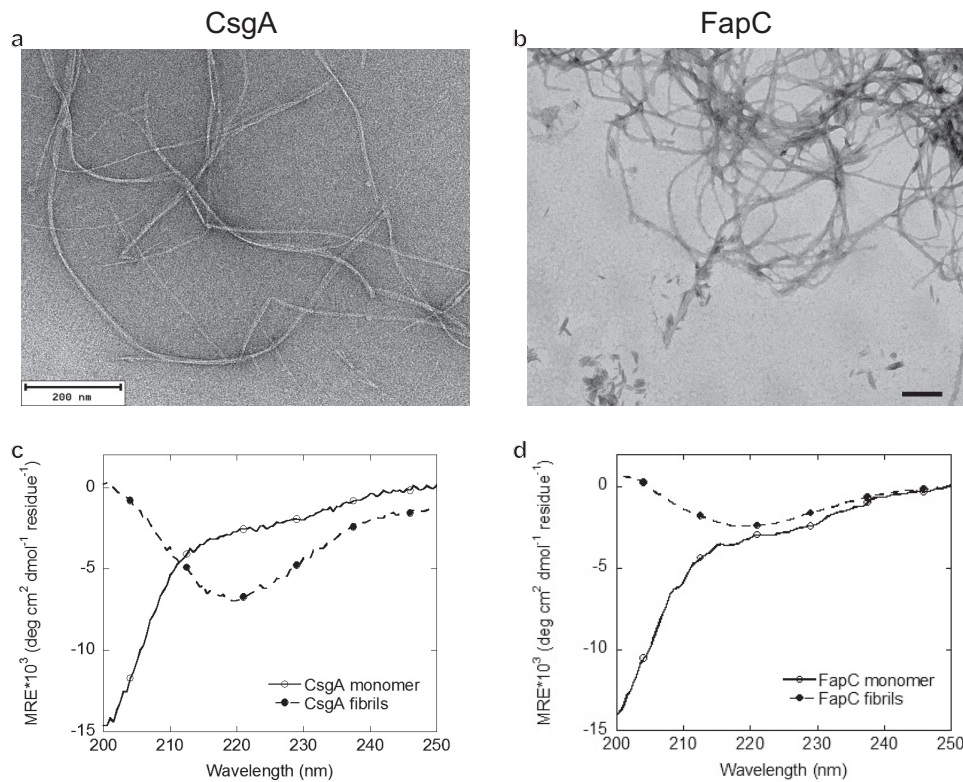 CsgA
FapC
a
b
200 nm
c
d
0
-5
-10
-15
200
210
220
230
240
250
MRE*10³ (deg cm² dmol⁻¹ residue⁻¹)
Wavelength (nm)
CsgA monomer
CsgA fibrils
0
-5
-10
-15
200
210
220
230
240
250
MRE*10³ (deg cm² dmol⁻¹ residue⁻¹)
Wavelength (nm)
FapC monomer
FapC fibrils